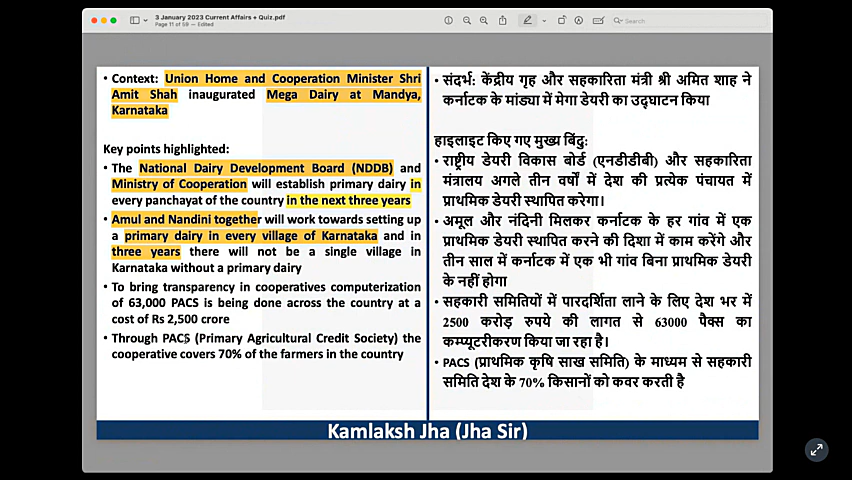 3 January 2023 Current Affairs + Quiz.pdf
Page 11 of 59 — Edited
Search
• Context: Union Home and Cooperation Minister Shri
Amit Shah inaugurated Mega Dairy at Mandya,
Karnataka
Key points highlighted:
• The National Dairy Development Board (NDDB) and
Ministry of Cooperation will establish primary dairy in
every panchayat of the country in the next three years
• Amul and Nandini together will work towards setting up
a primary dairy in every village of Karnataka and in
three years there will not be a single village in
Karnataka without a primary dairy
• To bring transparency in cooperatives computerization
of 63,000 PACS is being done across the country at a
cost of Rs 2,500 crore
• Through PACS (Primary Agricultural Credit Society) the
cooperative covers 70% of the farmers in the country
• संदर्भ: केंद्रीय गृह और सहकारिता मंत्री श्री अमित शाह ने
कर्नाटक के मांड्या में मेगा डेयरी का उद्घाटन किया
हाइलाइट किए गए मुख्य बिंदु:
• राष्ट्रीय डेयरी विकास बोर्ड (एनडीडीबी) और सहकारिता
मंत्रालय अगले तीन वर्षों में देश की प्रत्येक पंचायत में
प्राथमिक डेयरी स्थापित करेगा।
• अमूल और नंदिनी मिलकर कर्नाटक के हर गांव में एक
प्राथमिक डेयरी स्थापित करने की दिशा में काम करेंगे और
तीन साल में कर्नाटक में एक भी गांव बिना प्राथमिक डेयरी
के नहीं होगा
• सहकारी समितियों में पारदर्शिता लाने के लिए देश भर में
2500 करोड़ रुपये की लागत से 63000 पैक्स का
कम्प्यूटरीकरण किया जा रहा है।
• PACS (प्राथमिक कृषि साख समिति) के माध्यम से सहकारी
समिति देश के 70% किसानों को कवर करती है
Kamlaksh Jha (Jha Sir)